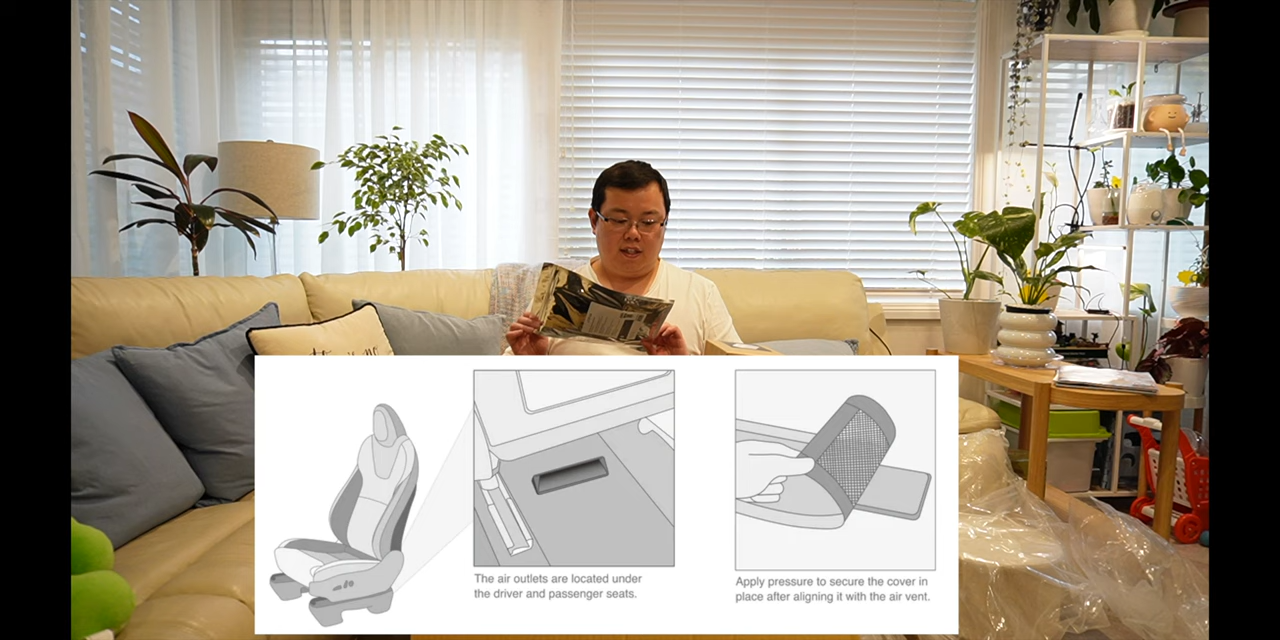 The air outlets are located under
the driver and passenger seats.
Apply pressure to secure the cover in
place after aligning it with the air vent.